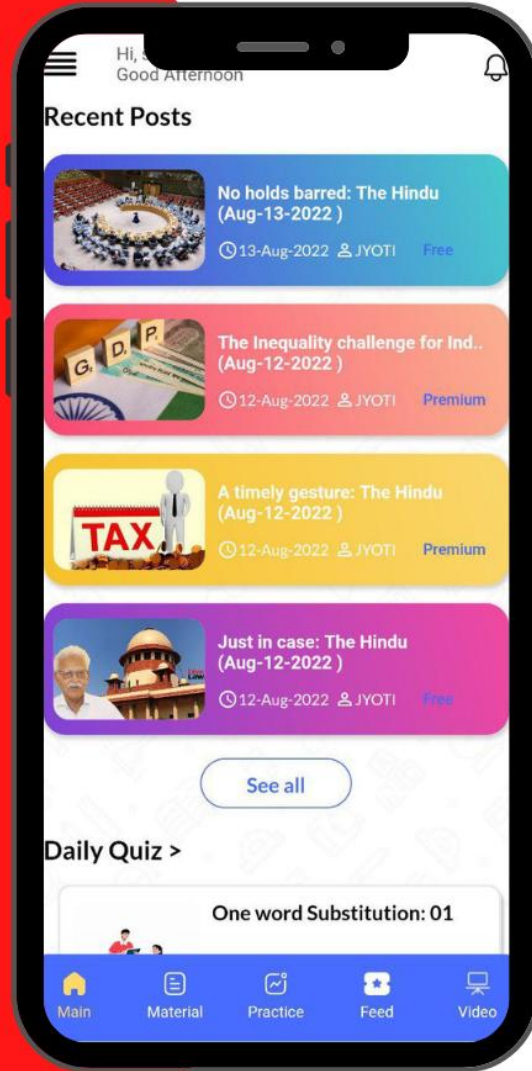 Hi,
Good Afternoon
Recent Posts
No holds barred: The Hindu
(Aug-13-2022 )
13-Aug-2022 JYOTI Free
G D P
The Inequality challenge for Ind..
(Aug-12-2022 )
12-Aug-2022 JYOTI Premium
TAX
A timely gesture: The Hindu
(Aug-12-2022 )
12-Aug-2022 JYOTI Premium
Just in case: The Hindu
(Aug-12-2022 )
12-Aug-2022 JYOTI Free
See all
Daily Quiz >
One word Substitution: 01
Main Material Practice Feed Video